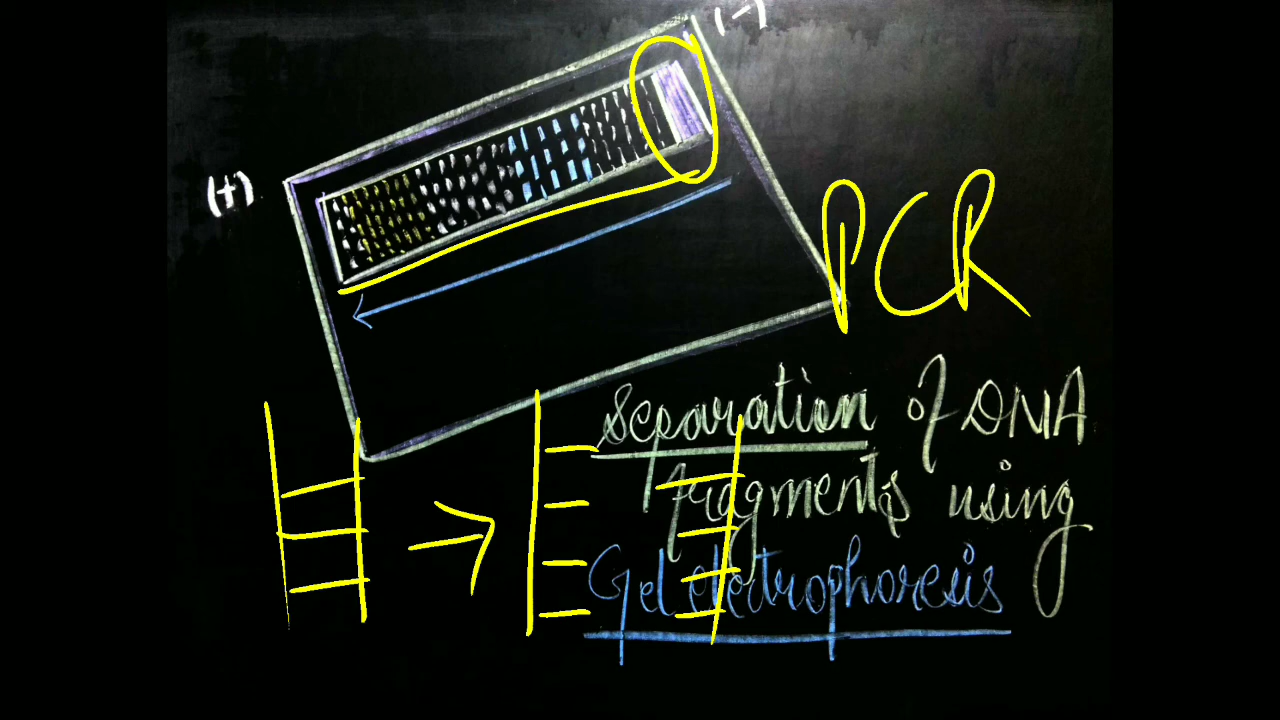 (-)
(+)
PCR
Separation of DNA
fragments using
Gel electrophoresis